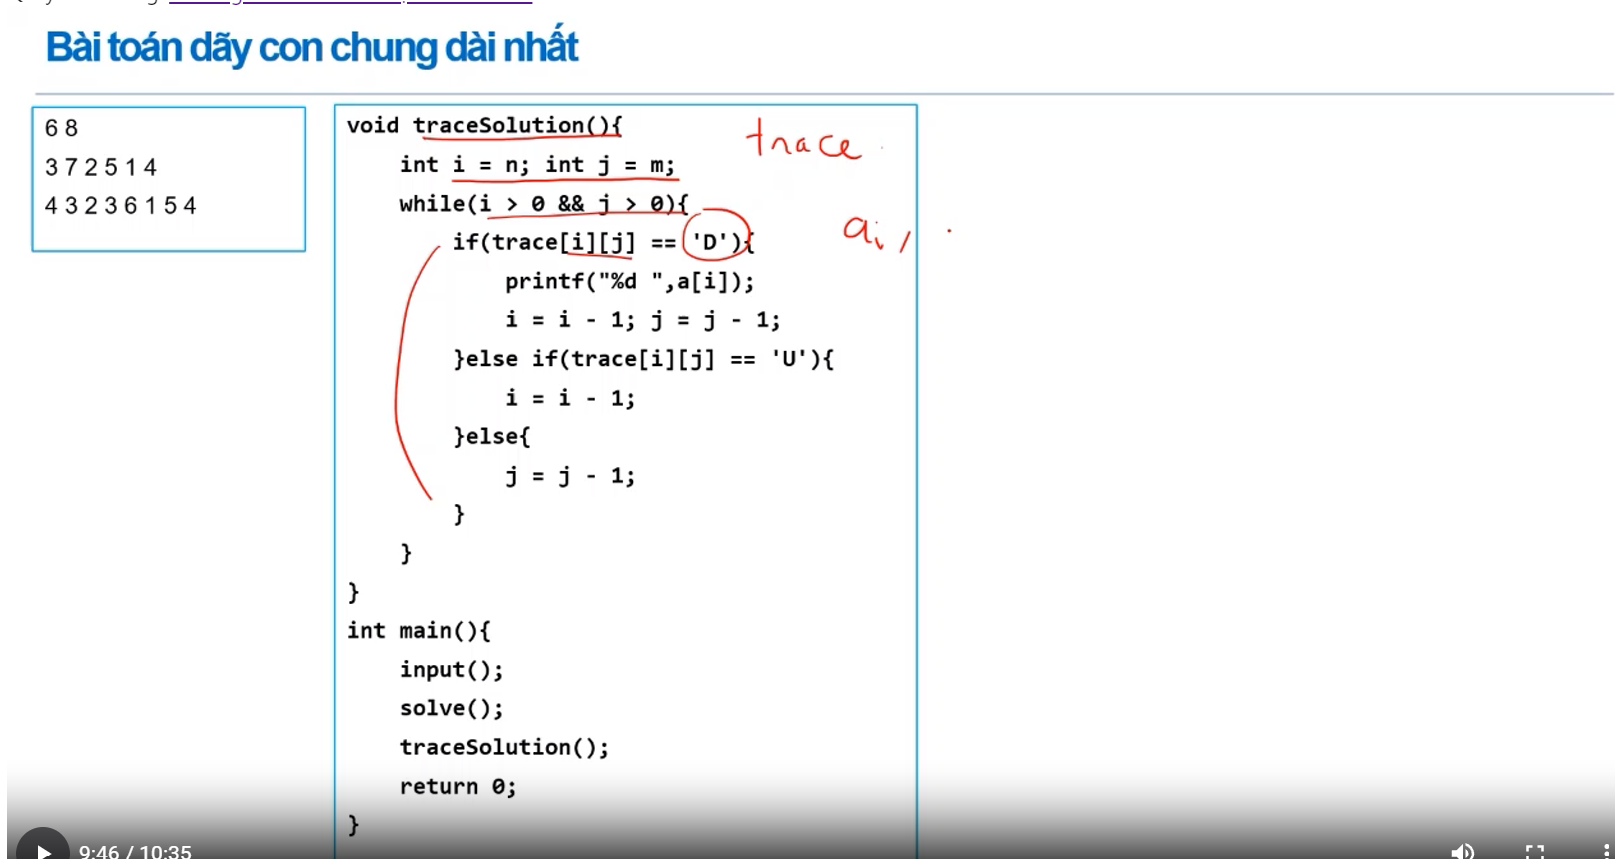 Bài toán dãy con chung dài nhất
6 8
3 7 2 5 1 4
4 3 2 3 6 1 5 4
void traceSolution(){
int i = n; int j = m;
while(i > 0 && j > 0){
if(trace[i][j] == 'D'){
printf("%d ",a[i]);
i = i - 1; j = j - 1;
}else if(trace[i][j] == 'U'){
i = i - 1;
}else{
j = j - 1;
}
}
}
int main(){
input();
solve();
traceSolution();
return 0;
}
trace
ai,
9:46 / 10:35